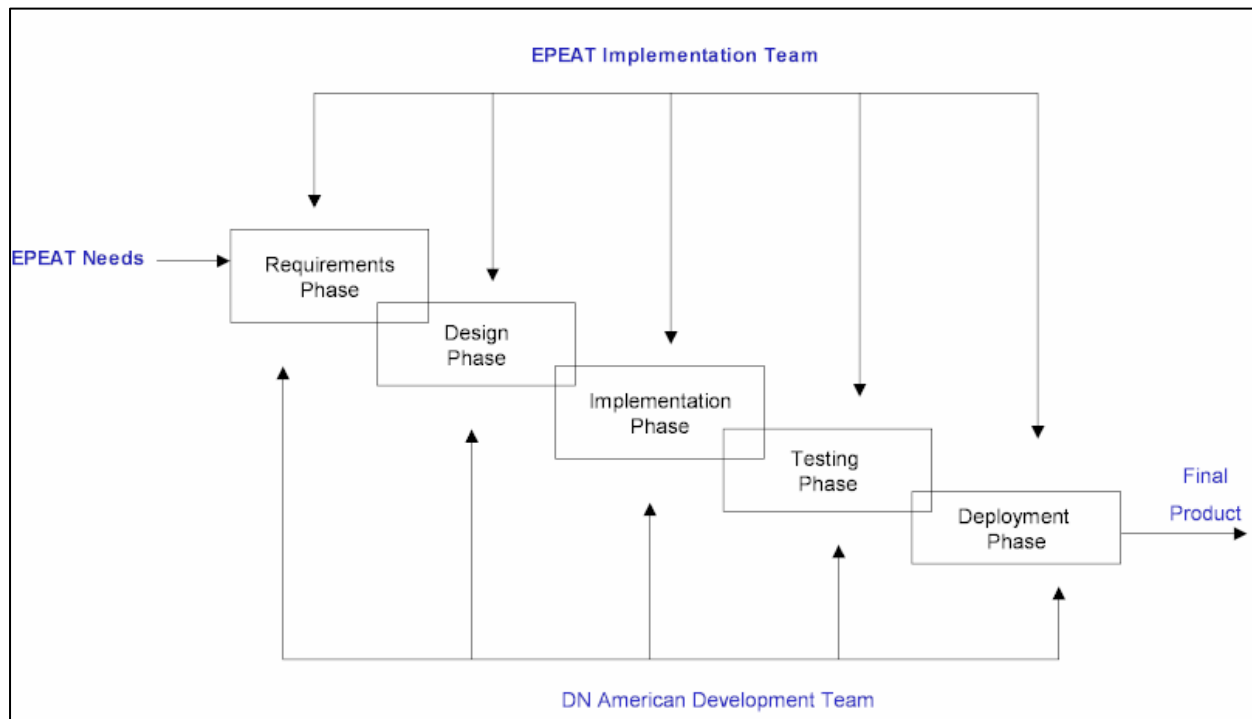 EPEAT Implementation Team
EPEAT Needs
Requirements
Phase
Design
Phase
Implementation
Phase
Testing
Phase
Deployment
Phase
Final
Product
DN American Development Team